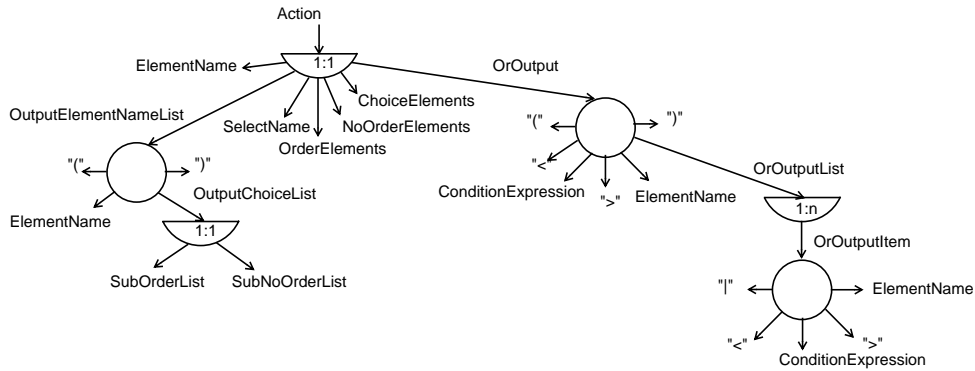 Action
ElementName
1:1
OrOutput
ChoiceElements
OutputElementNameList
SelectName
NoOrderElements
OrderElements
"("
")"
"("
")"
"<"
ConditionExpression
">"
ElementName
OrOutputList
OutputChoiceList
ElementName
1:1
1:n
OrOutputItem
SubOrderList
SubNoOrderList
"|"
ElementName
"<"
">"
ConditionExpression